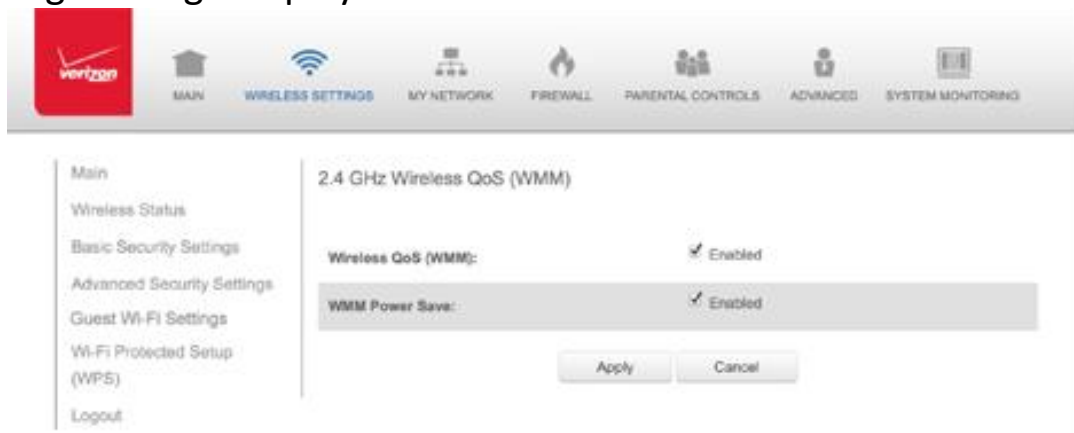 verizon
MAIN
WIRELESS SETTINGS
MY NETWORK
FIREWALL
PARENTAL CONTROLS
ADVANCED
SYSTEM MONITORING
Main
Wireless Status
Basic Security Settings
Advanced Security Settings
Guest Wi-Fi Settings
Wi-Fi Protected Setup
(WPS)
Logout
2.4 GHz Wireless QoS (WMM)
Wireless QoS (WMM): Enabled
WMM Power Save: Enabled
Apply Cancel